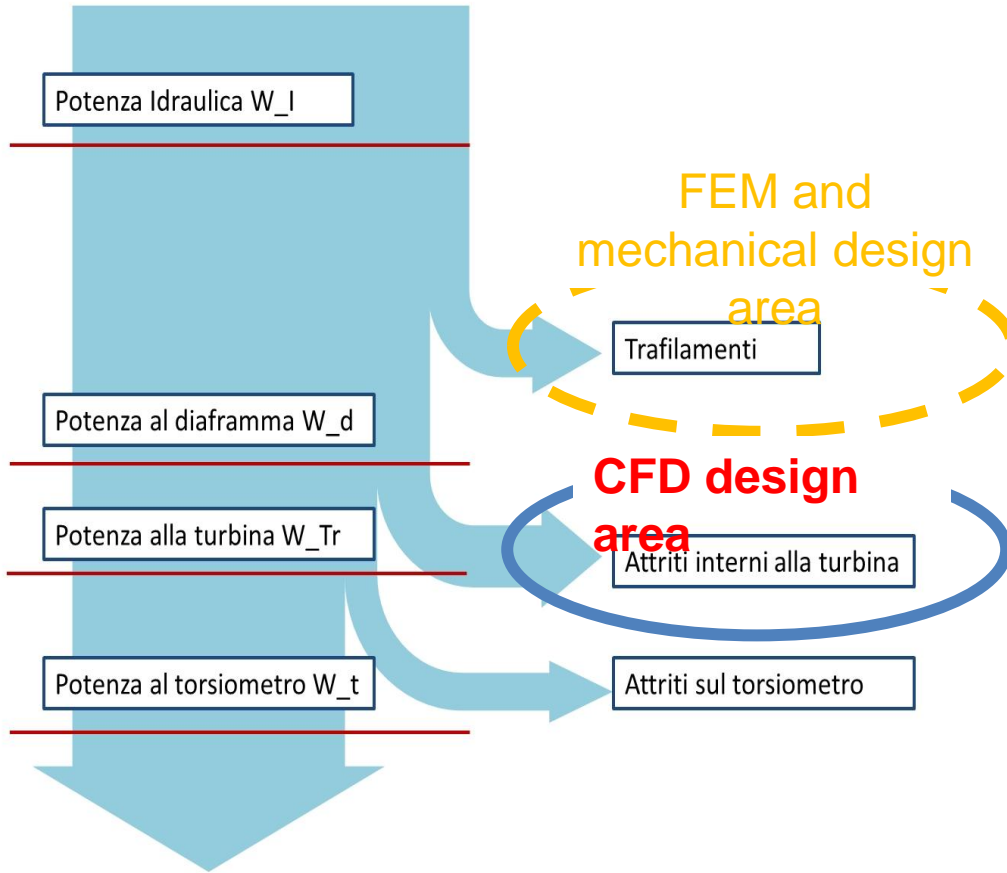 Potenza Idraulica W_I
FEM and
mechanical design
area
Trafilamenti
Potenza al diaframma W_d
CFD design
area
Potenza alla turbina W_Tr
Attriti interni alla turbina
Potenza al torsiometro W_t
Attriti sul torsiometro